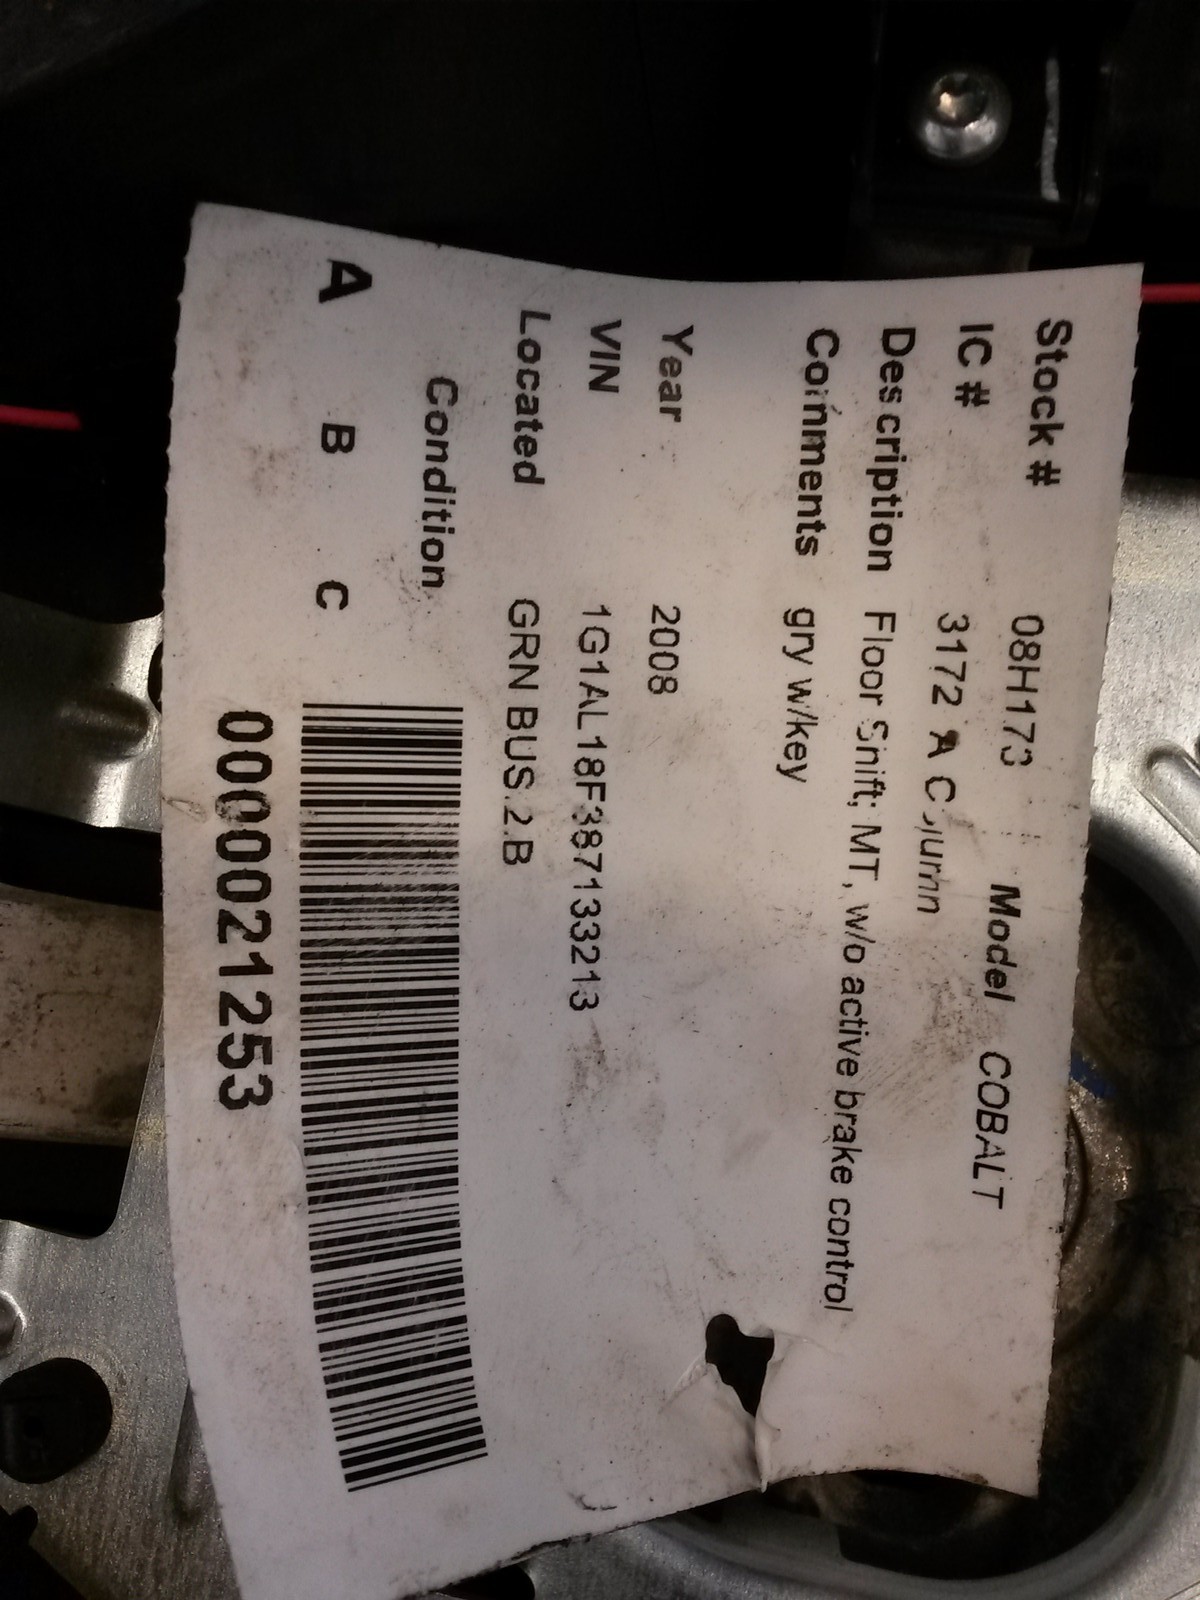 Stock # 08H173 Model COBALT
IC # 3172 A Column
Description Floor Shift; MT, w/o active brake control
Comments gry w/key
Year 2008
VIN 1G1AL18F387133213
Located GRN BUS.2.B
Condition
A B C
0000021253